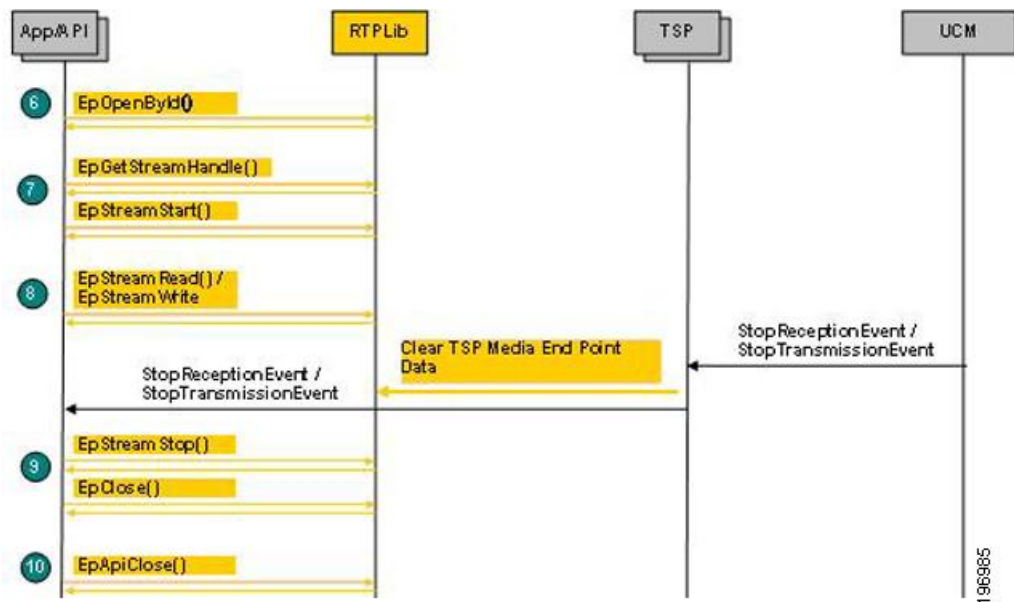 App/API
RTPLib
TSP
UCM
6
EpOpenById()
7
EpGetStreamHandle()
EpStreamStart()
8
EpStreamRead() /
EpStreamWrite
StopReceptionEvent /
StopTransmissionEvent
Clear TSP Media End Point
Data
StopReceptionEvent /
StopTransmissionEvent
9
EpStreamStop()
EpClose()
10
EpApiClose()
196985